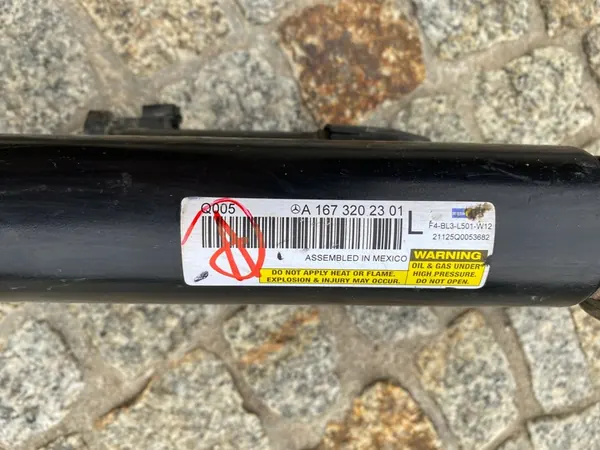 Q005 A 167 320 23 01 L
F4-BL3-L501-W12
21125Q0053682
ASSEMBLED IN MEXICO
DO NOT APPLY HEAT OR FLAME.
EXPLOSION & INJURY MAY OCCUR.
WARNING
OIL & GAS UNDER
HIGH PRESSURE.
DO NOT OPEN.